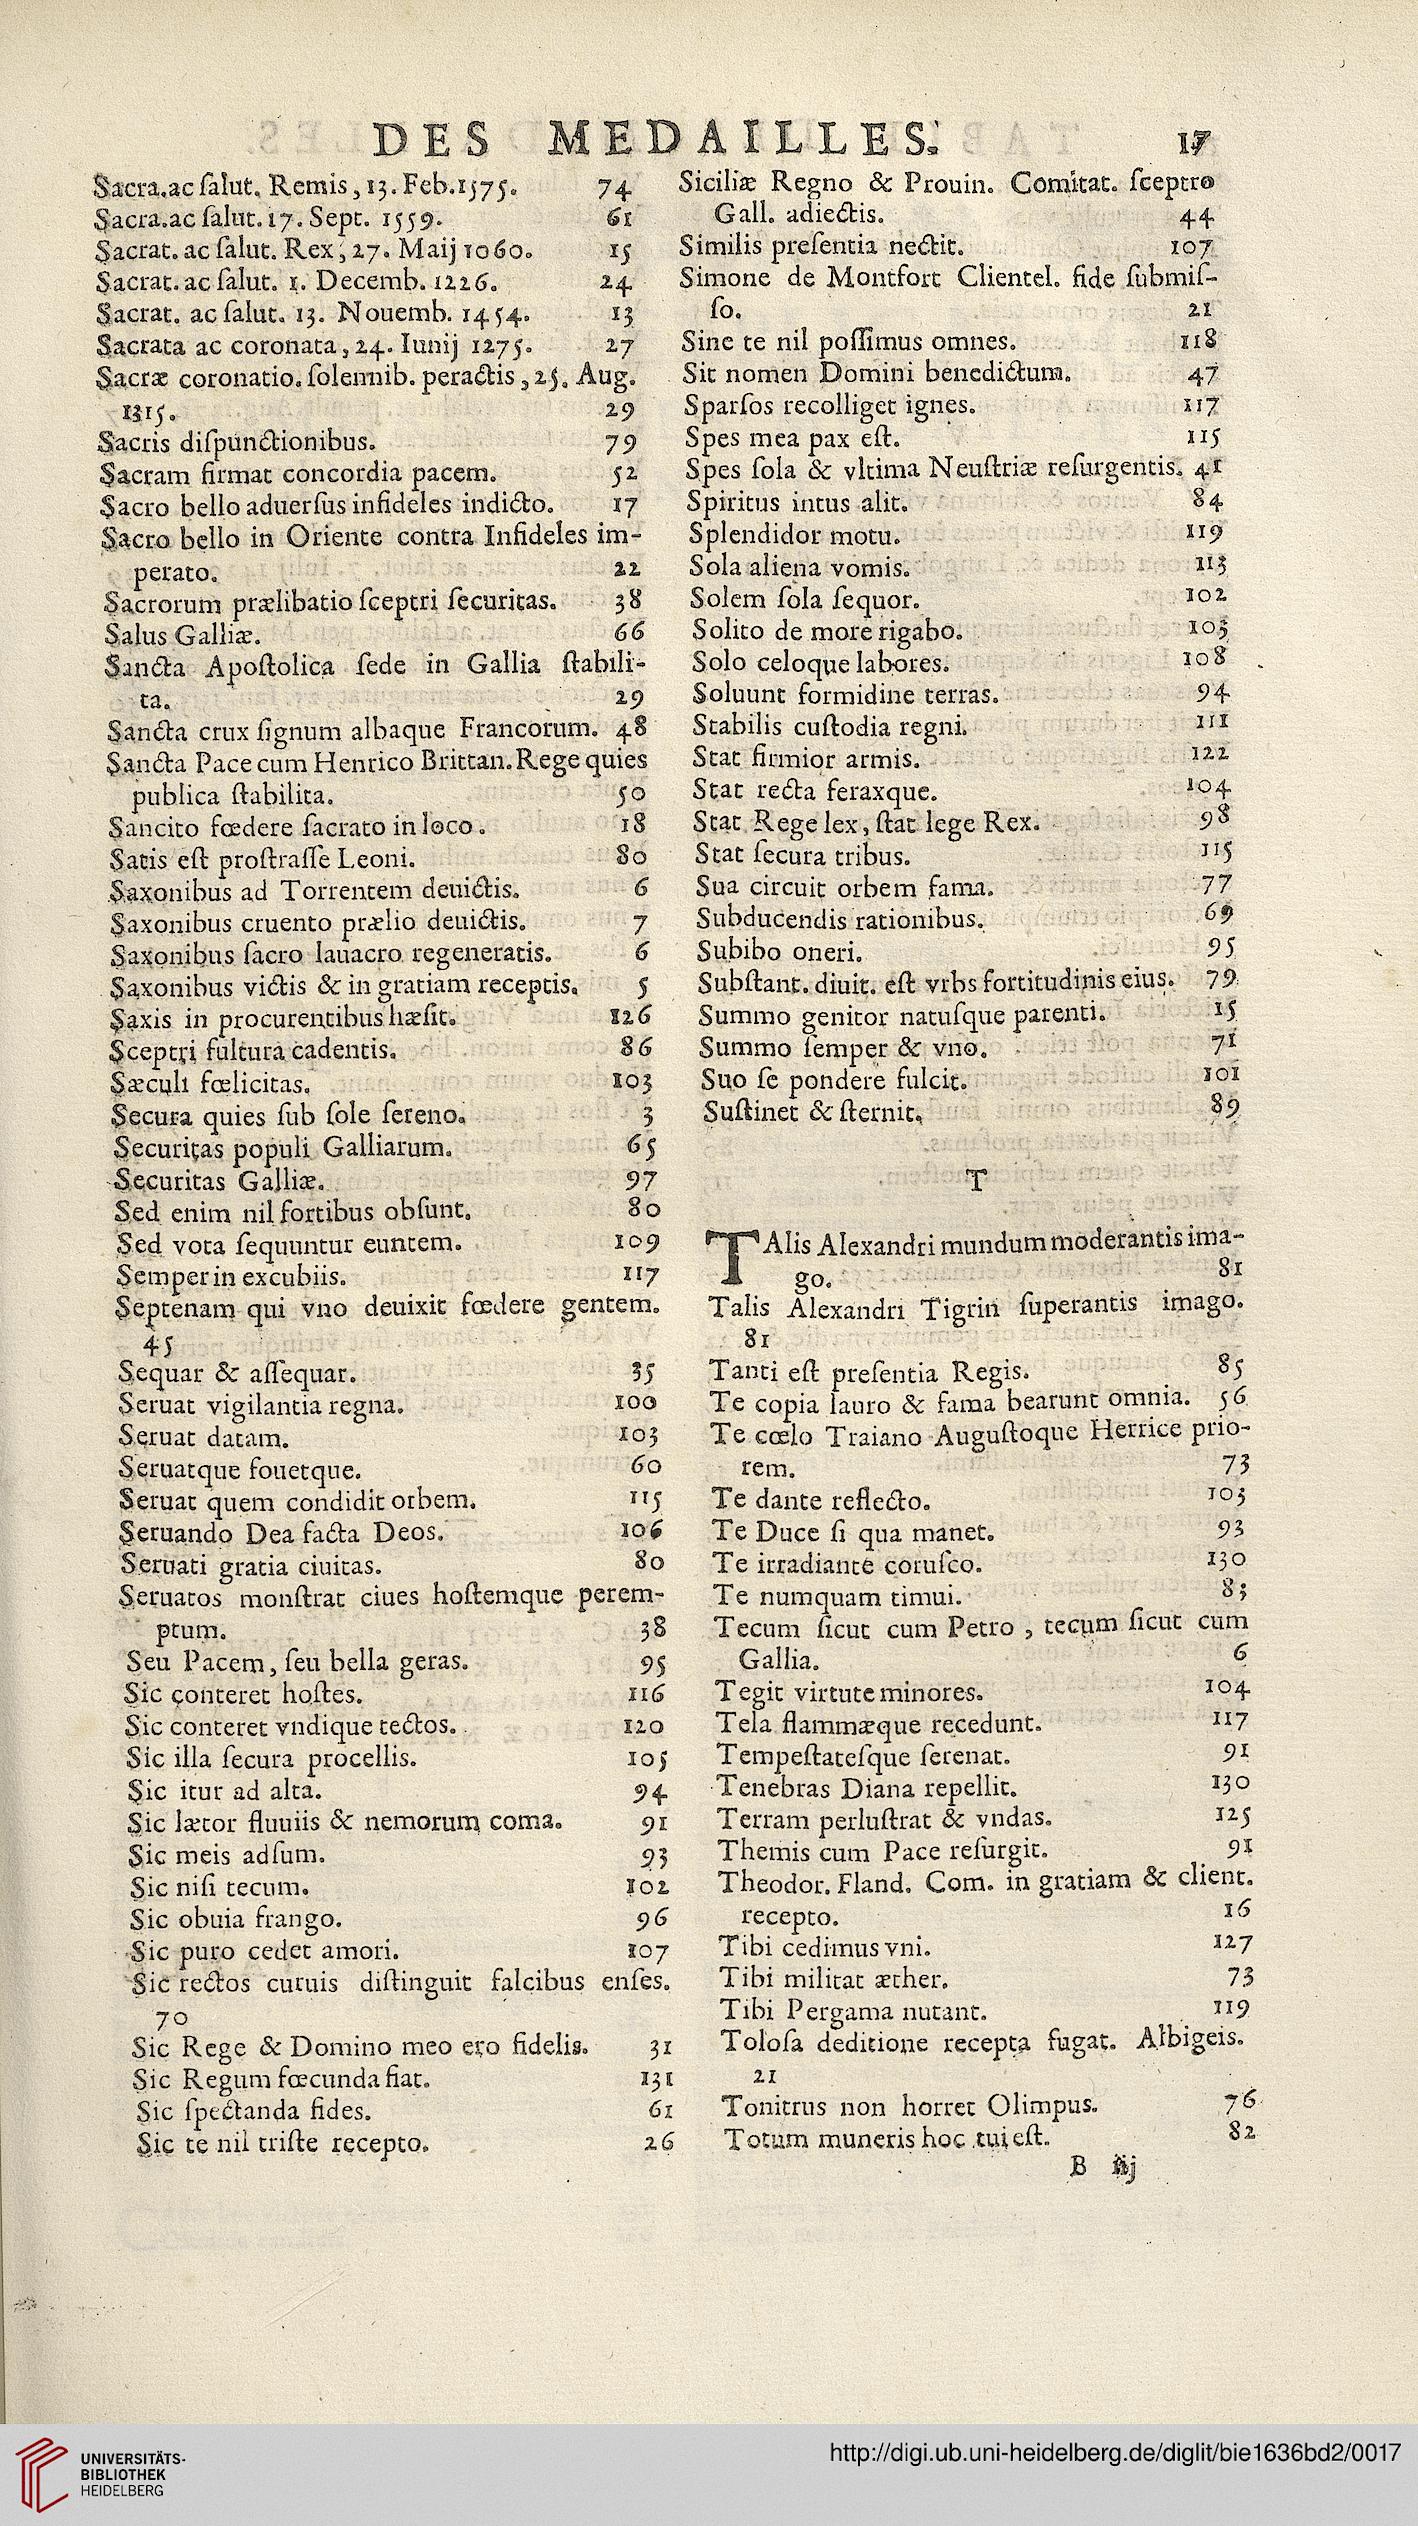 DES MEDAILLES. 17
Sacra.ac ſalut. Remis, 13. Feb.1575. 74
Sacra.ac ſalut. 17. Sept. 1559. 61
Sacrat. ac ſalut. Rex, 27. Maij 1060. 15
Sacrat. ac ſalut. 1. Decemb. 1226. 24
Sacrat. ac ſalut. 13. Nouemb. 1454. 13
Sacrata ac coronata, 24. Iunij 1275. 27
Sacræ coronatio. ſolennib. peractis, 25. Aug.
1315. 29
Sacris diſpunctionibus. 79
Sacram firmat concordia pacem. 52
Sacro bello aduerſus infideles indicto. 17
Sacro bello in Oriente contra Infideles im-
perato. 22
Sacrorum prælibatio ſceptri ſecuritas. 38
Salus Galliæ. 66
Sancta Apoſtolica ſede in Gallia ſtabili-
ta. 29
Sancta crux ſignum albaque Francorum. 48
Sancta Pace cum Henrico Brittan. Rege quies
publica ſtabilita. 50
Sancito fœdere ſacrato in loco. 18
Satis eſt proſtraſſe Leoni. 80
Saxonibus ad Torrentem deuictis. 6
Saxonibus cruento prælio deuictis. 7
Saxonibus ſacro lauacro regeneratis. 6
Saxonibus victis & in gratiam receptis. 5
Saxis in procurentibus hæſit. 126
Sceptri fultura cadentis. 86
Sæculi fœlicitas. 103
Secura quies ſub ſole ſereno. 3
Securitas populi Galliarum. 65
Securitas Galliæ. 97
Sed enim nil fortibus obſunt. 80
Sed vota ſequuntur euntem. 109
Semper in excubiis. 117
Septenam qui vno deuixit fœdere gentem.
45
Sequar & aſſequar. 35
Seruat vigilantia regna. 100
Seruat datam. 103
Seruatque fouetque. 60
Seruat quem condidit orbem. 115
Seruando Dea facta Deos. 106
Seruati gratia ciuitas. 80
Seruatos monſtrat ciues hoſtemque perem-
ptum. 38
Seu Pacem, ſeu bella geras. 95
Sic conteret hoſtes. 116
Sic conteret vndique tectos. 120
Sic illa ſecura procellis. 105
Sic itur ad alta. 94
Sic lætor fluuiis & nemorum coma. 91
Sic meis adſum. 93
Sic niſi tecum. 102
Sic obuia frango. 96
Sic puro cedet amori. 107
Sic rectos curuis diſtinguit falcibus enſes.
70
Sic Rege & Domino meo ero fidelis. 31
Sic Regum fœcunda fiat. 131
Sic ſpectanda fides. 61
Sic te nil triſte recepto. 26
Siciliæ Regno & Prouin. Comitat. ſceptro
Gall. adiectis. 44
Similis preſentia nectit. 107
Simone de Montfort Clientel. fide ſubmiſ-
ſo. 21
Sine te nil poſſimus omnes. 118
Sit nomen Domini benedictum. 47
Sparſos recolliget ignes. 117
Spes mea pax eſt. 115
Spes ſola & vltima Neuſtriæ reſurgentis. 41
Spiritus intus alit. 84
Splendidor motu. 119
Sola aliena vomis. 113
Solem ſola ſequor. 102
Solito de more rigabo. 105
Solo celoque labores. 108
Soluunt formidine terras. 94
Stabilis cuſtodia regni. 111
Stat firmior armis. 122
Stat recta feraxque. 104
Stat Rege lex, ſtat lege Rex. 98
Stat ſecura tribus. 115
Sua circuit orbem fama. 77
Subducendis rationibus. 69
Subibo oneri. 95
Subſtant. diuit. eſt vrbs fortitudinis eius. 79
Summo genitor natuſque parenti. 15
Summo ſemper & vno. 71
Suo ſe pondere fulcit. 101
Suſtinet & ſternit. 89
T
TAlis Alexandri mundum moderantis ima-
go. 81
Talis Alexandri Tigrin ſuperantis imago.
81
Tanti eſt preſentia Regis. 85
Te copia lauro & fama bearunt omnia. 56
Te cœlo Traiano Auguſtoque Herrice prio-
rem. 73
Te dante reflecto. 103
Te Duce ſi qua manet. 93
Te irradiante coruſco. 130
Te numquam timui. 83
Tecum ſicut cum Petro, tecum ſicut cum
Gallia. 6
Tegit virtute minores. 104
Tela flammæque recedunt. 117
Tempeſtateſque ſerenat. 91
Tenebras Diana repellit. 130
Terram perluſtrat & vndas. 125
Themis cum Pace reſurgit. 91
Theodor. Fland. Com. in gratiam & client.
recepto. 16
Tibi cedimus vni. 127
Tibi militat æther. 73
Tibi Pergama nutant. 119
Toloſa deditione recepta fugat. Albigeis.
21
Tonitrus non horret Olimpus. 76
Totum muneris hoc tui eſt. 82
B iij
UNIVERSITÄTS-
BIBLIOTHEK
HEIDELBERG
http://digi.ub.uni-heidelberg.de/diglit/bie1636bd2/0017